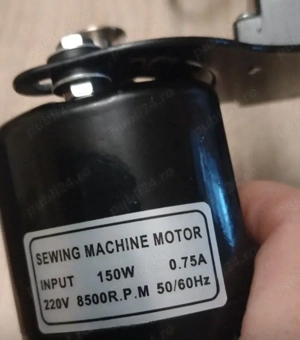 SEWING MACHINE MOTOR
INPUT 150W 0.75A
220V 8500R.P.M 50/60Hz